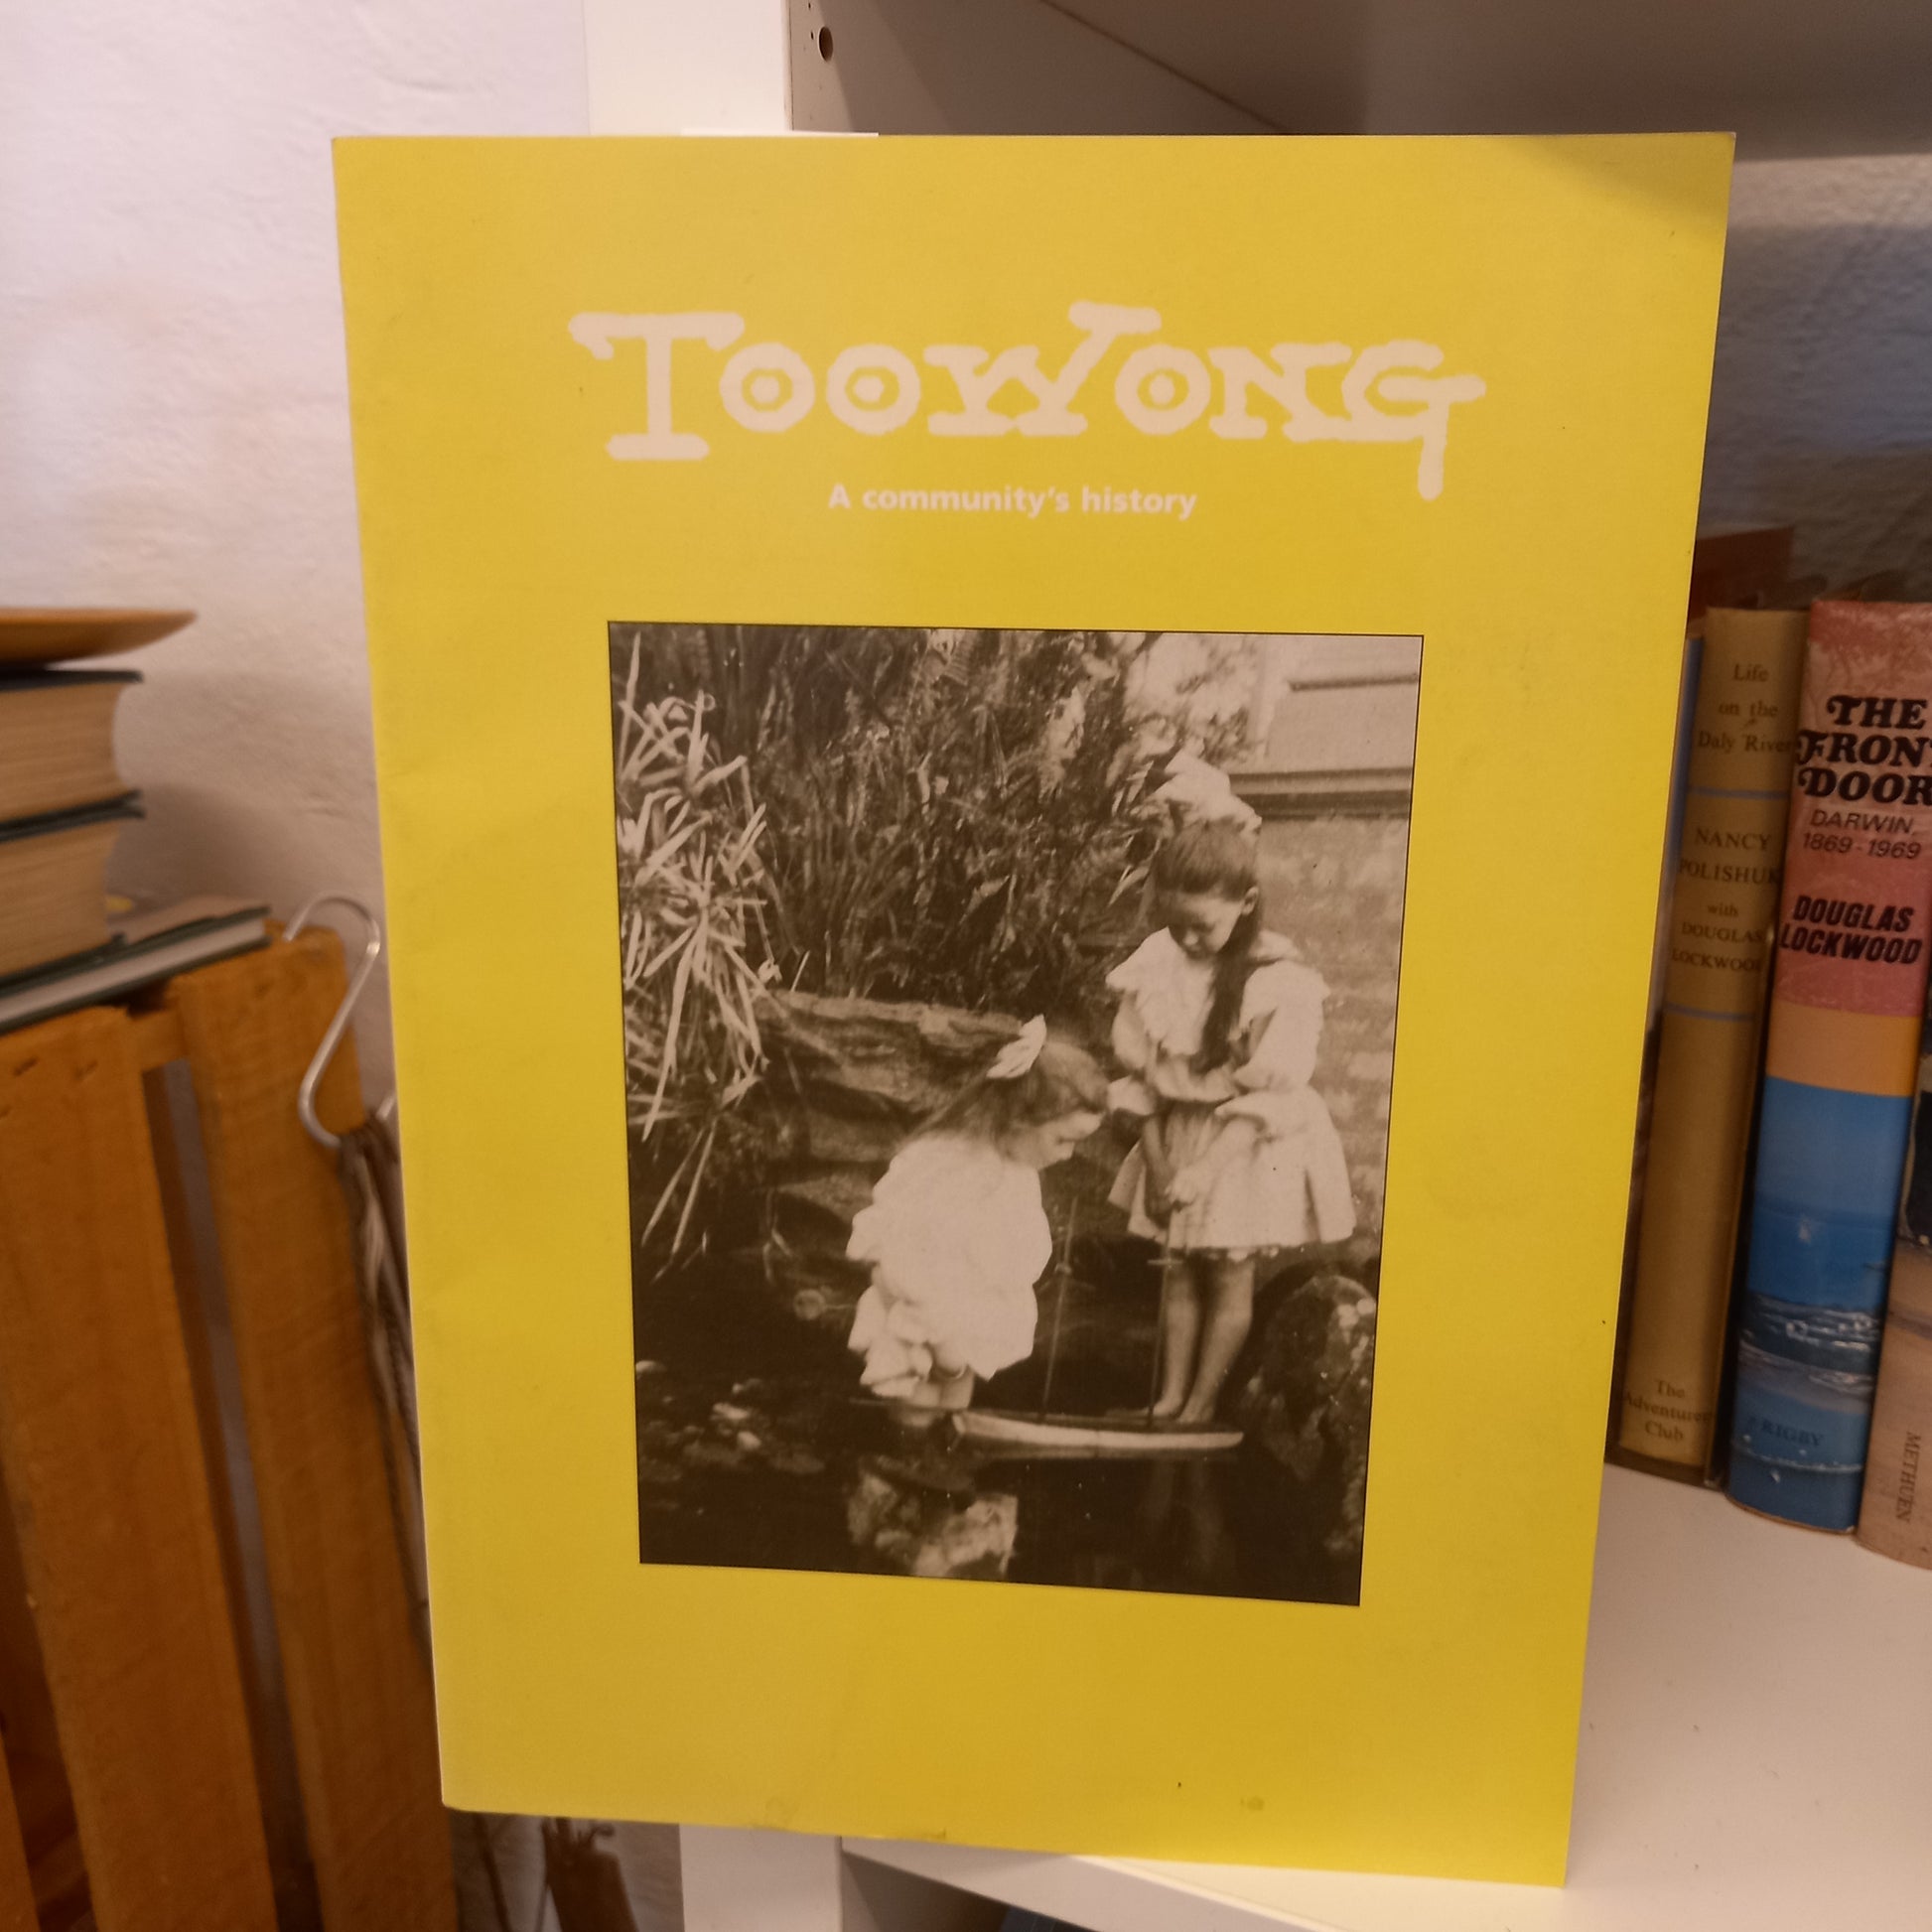 TOOWONG
A community's history
Life
on the
Daly River
NANCY
POLISHUK
with
DOUGLAS
LOCKWOOD
The
Adventurers
Club
THE
FRONT
DOOR
DARWIN,
1869-1969
DOUGLAS
LOCKWOOD
RIGBY
METHUEN